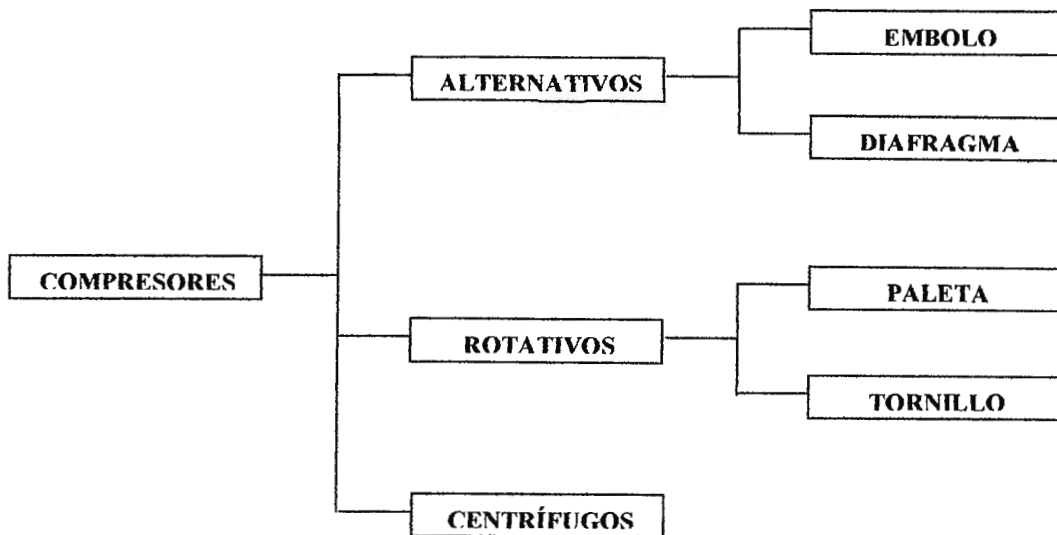 COMPRESORES
ALTERNATIVOS
EMBOLO
DIAFRAGMA
ROTATIVOS
PALETA
TORNILLO
CENTRÍFUGOS